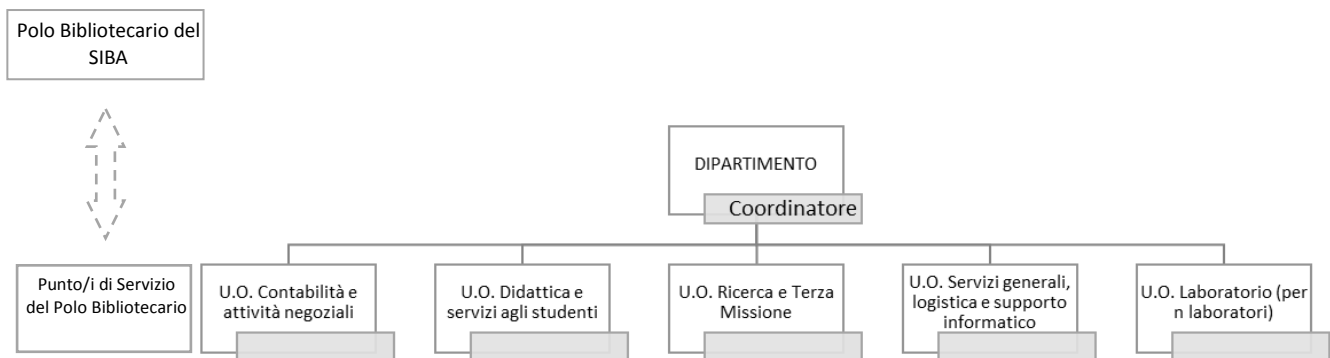 Polo Bibliotecario del
SIBA
DIPARTIMENTO
Coordinatore
Punto/i di Servizio
del Polo Bibliotecario
U.O. Contabilità e
attività negoziali
U.O. Didattica e
servizi agli studenti
U.O. Ricerca e Terza
Missione
U.O. Servizi generali,
logistica e supporto
informatico
U.O. Laboratorio (per
n laboratori)